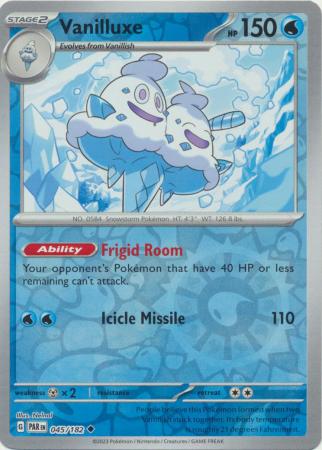 STAGE2
Vanilluxe
HP 150
Evolves from Vanillish
NO. 0584 Snowstorm Pokémon HT: 4'3" WT: 126.8 lbs.
Ability Frigid Room
Your opponent's Pokémon that have 40 HP or less
remaining can't attack.
Icicle Missile 110
weakness ×2 resistance retreat
Illus. Nelnal
G PAR EN 045/182
People believe this Pokémon formed when two
Vanillish stuck together. Its body temperature
is roughly 21 degrees Fahrenheit.
©2023 Pokémon / Nintendo / Creatures / GAME FREAK